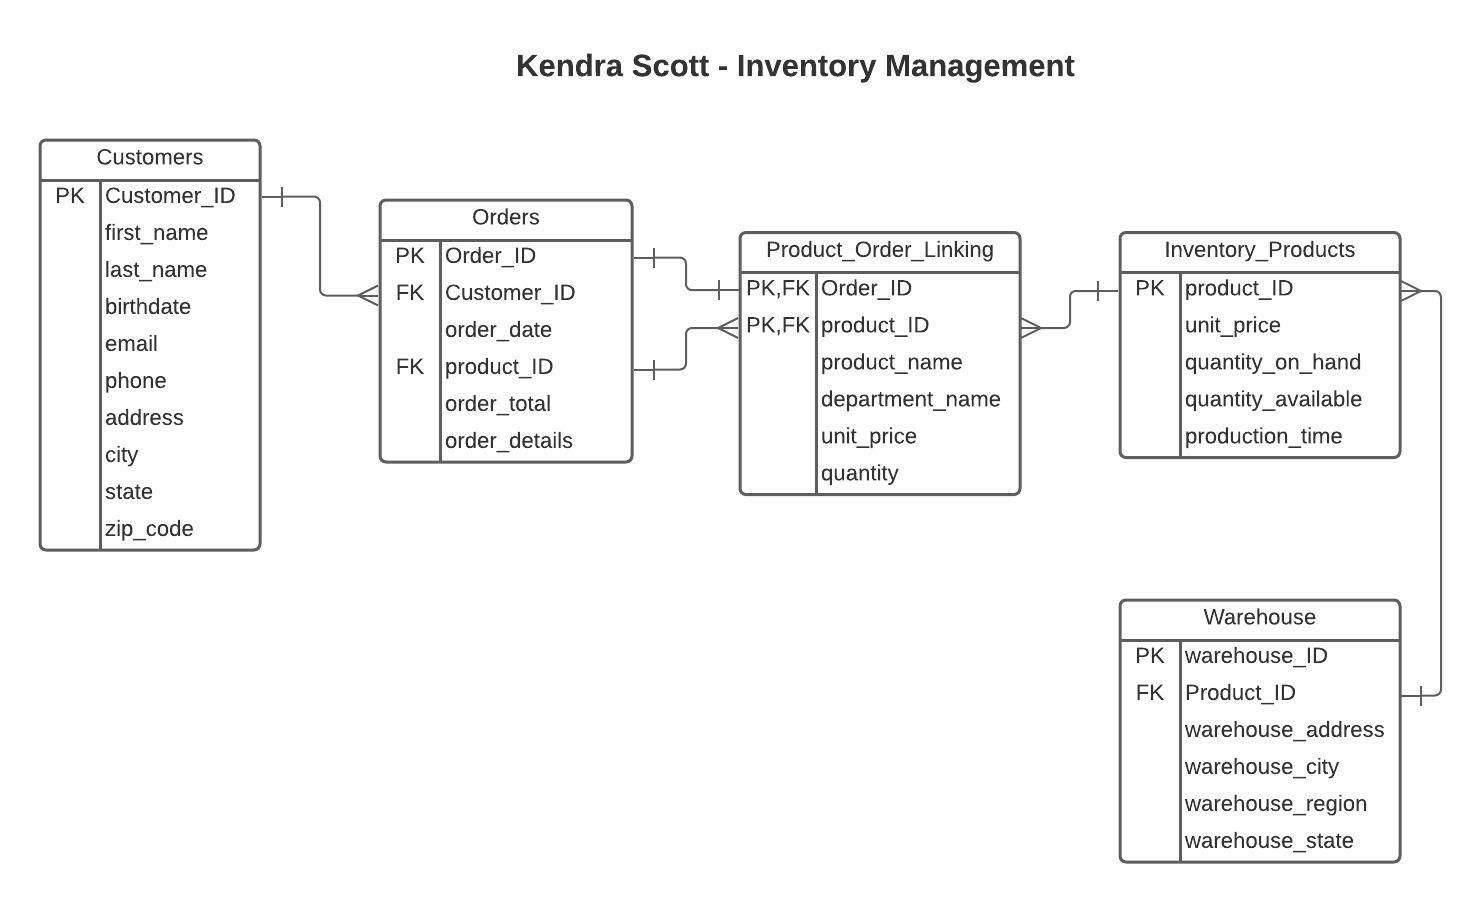 Kendra Scott - Inventory Management
Customers
PK Customer_ID
first_name
last_name
birthdate
email
phone
address
city
state
zip_code
Orders
PK Order_ID
FK Customer_ID
order_date
FK product_ID
order_total
order_details
Product_Order_Linking
PK,FK Order_ID
PK,FK product_ID
product_name
department_name
unit_price
quantity
Inventory_Products
PK product_ID
unit_price
quantity_on_hand
quantity_available
production_time
Warehouse
PK warehouse_ID
FK Product_ID
warehouse_address
warehouse_city
warehouse_region
warehouse_state